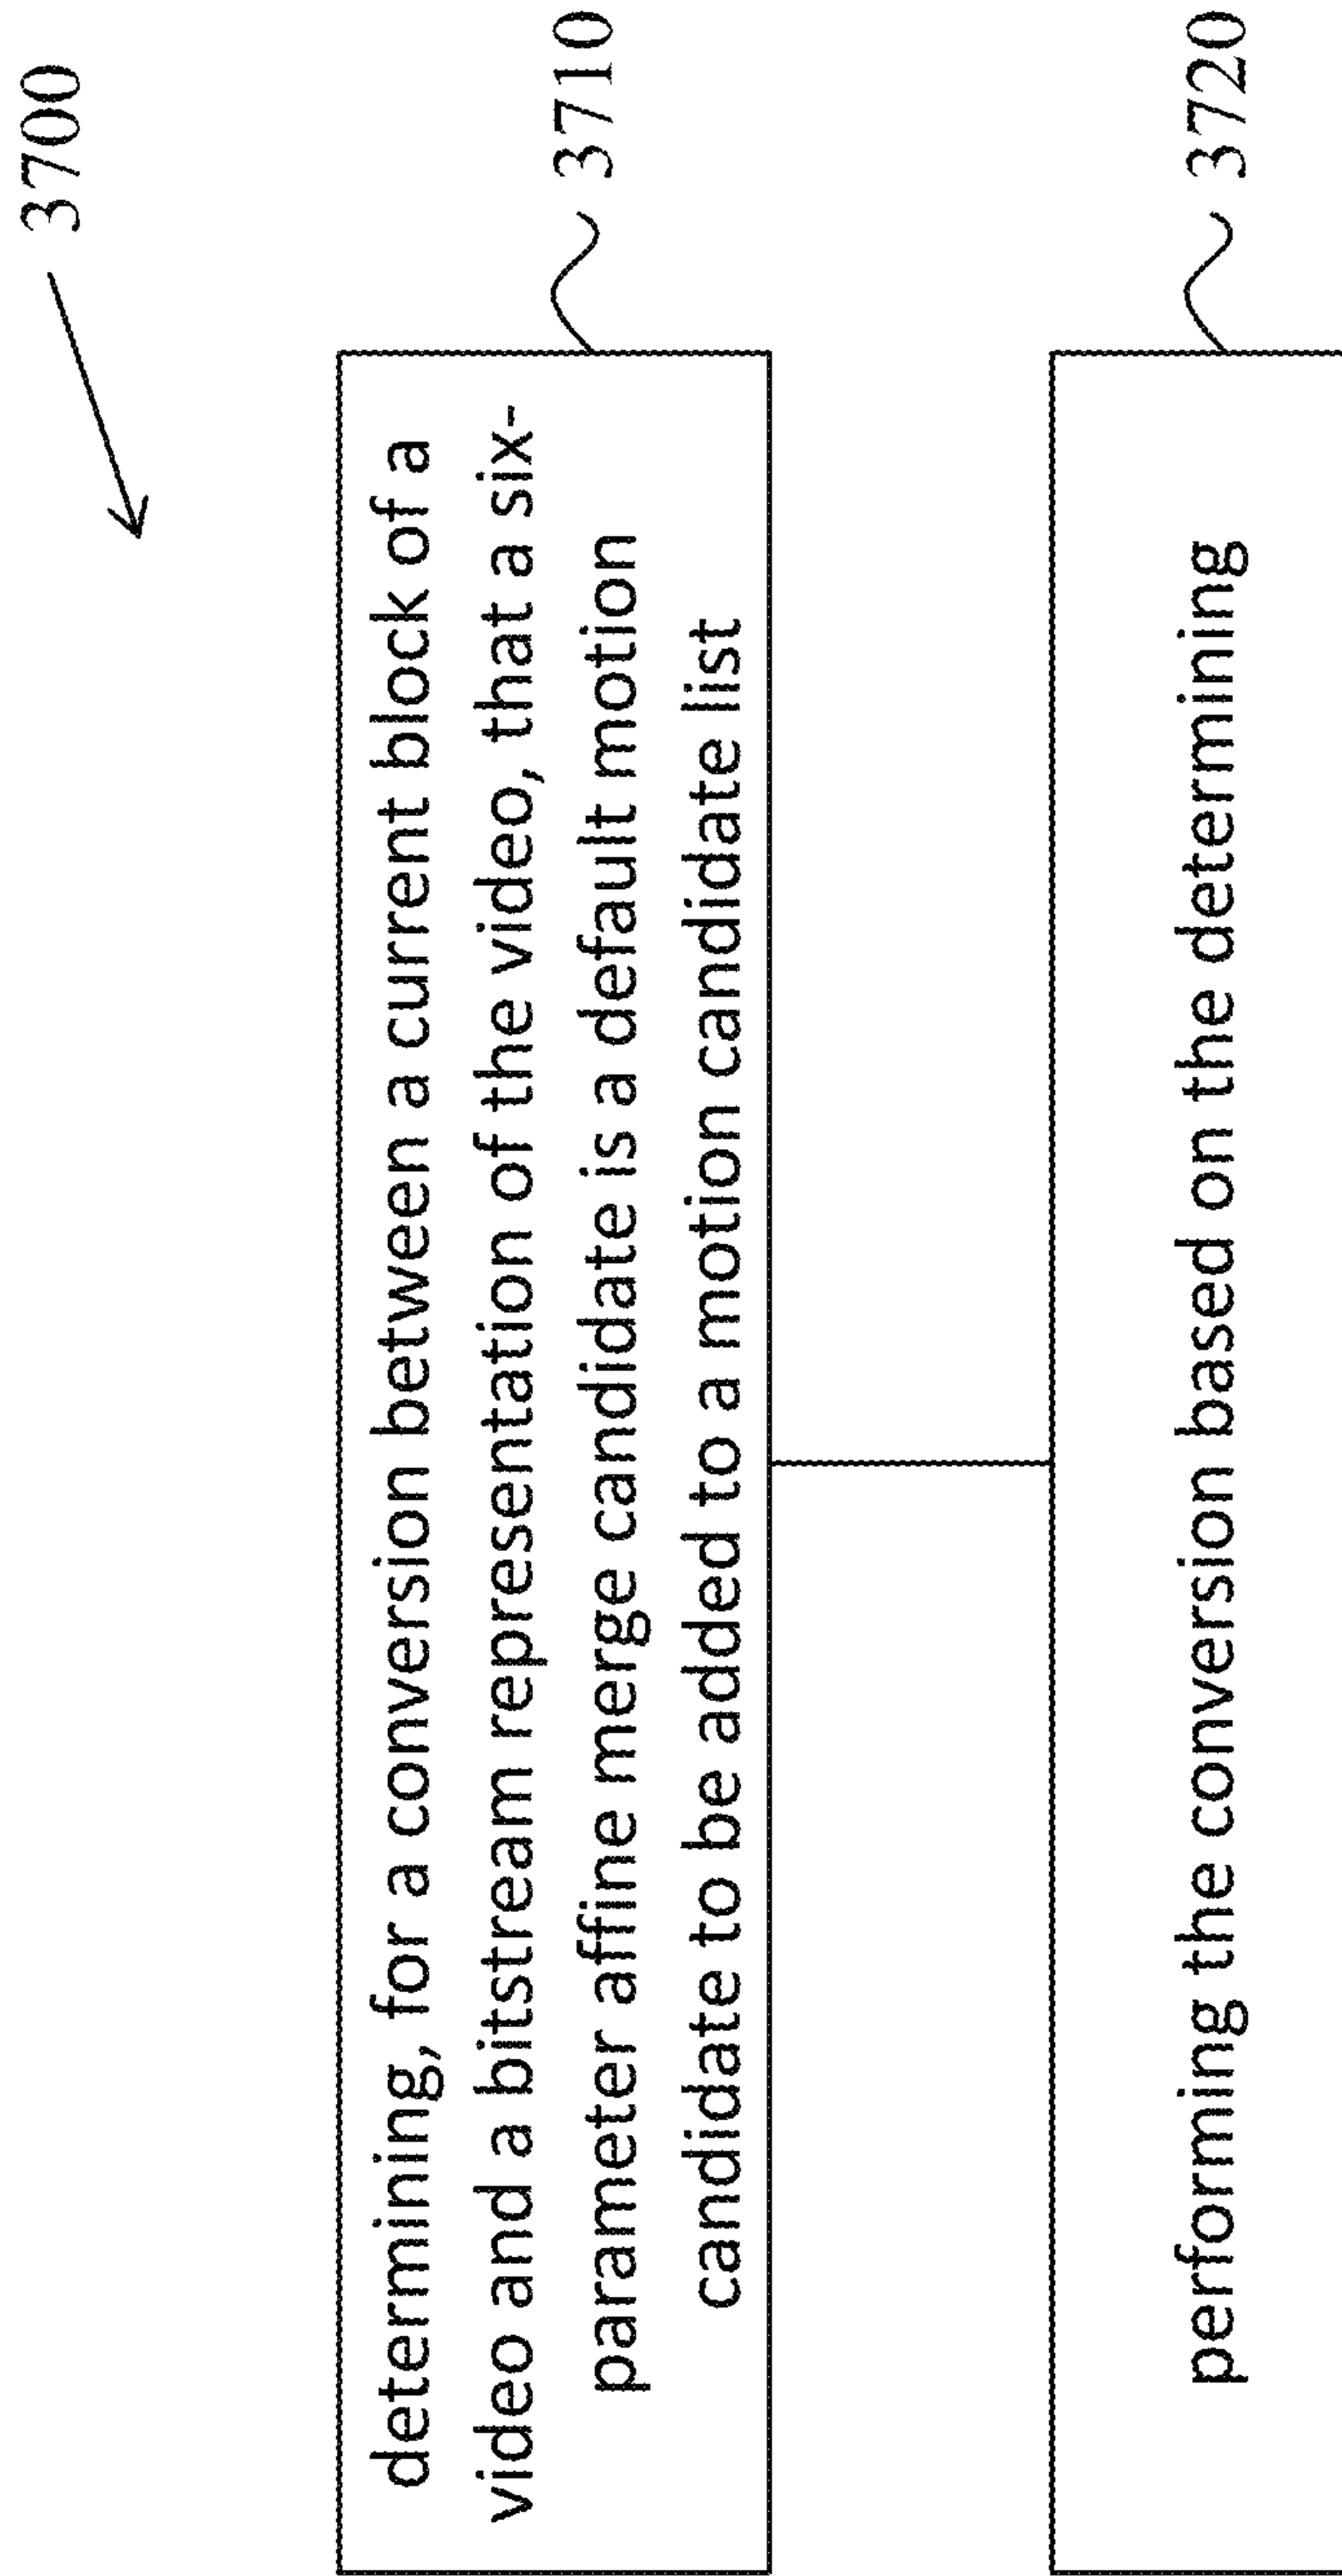 3700
determining, for a conversion between a current block of a
video and a bitstream representation of the video, that a six-
parameter affine merge candidate is a default motion
candidate to be added to a motion candidate list
3710
performing the conversion based on the determining
3720